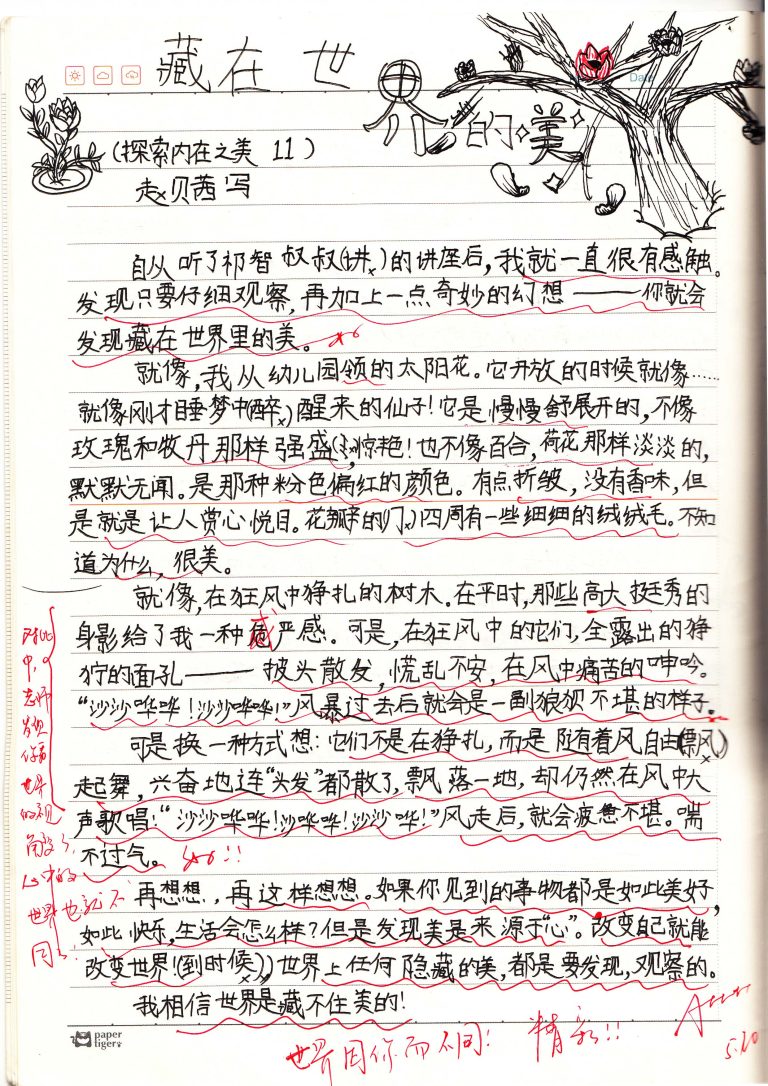 藏在世界的美
Date
(探索内在之美 11)
赵贝茜写
自从听了祁智叔叔(讲)的讲座后,我就一直很有感触。
发现只要仔细观察,再加上一点奇妙的幻想——你就会
发现藏在世界里的美。
就像,我从幼儿园领的太阳花。它开放的时候就像……
就像刚才睡梦中(醉)醒来的仙子!它是慢慢舒展开的,不像
玫瑰和牧丹那样强盛,惊艳!也不像百合,荷花那样淡淡的,
默默无闻。是那种粉色偏红的颜色。有点折皱,没有香味,但
是就是让人赏心悦目。花瓣的(门)四周有一些细细的绒绒毛。不知
道为什么,很美。
就像,在狂风中狰扎的树木。在平时,那些高大挺秀的
身影给了我一种威严感。可是,在狂风中的它们,全露出的狰
狞的面孔——披头散发,慌乱不安,在风中痛苦的呻吟。
“沙沙哗哗!沙沙哗哗!”风暴过去后就会是一副狼狈不堪的样子。
可是换一种方式想:它们不是在狰扎,而是随着风自由(飘)
起舞,兴奋地连“头发”都散了,飘落一地,却仍然在风中大
声歌唱:“沙沙哗哗!沙哗哗!沙沙哗!”风走后,就会疲惫不堪。喘
不过气。
再想想,再这样想想。如果你见到的事物都是如此美好,
如此快乐,生活会怎么样?但是发现美是来源于“心”。改变自己就能
改变世界!(到时候),世界上任何隐藏的美,都是要发现,观察的。
我相信世界是藏不住美的!
中,
老师
发现
你看
世界
的视
角变了,
心中的
世界也就不
同了!
世界因你而不同! 精彩!!
5.20
paper
tiger